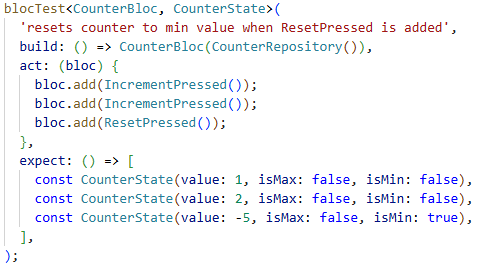 blocTest<CounterBloc, CounterState>(
  'resets counter to min value when ResetPressed is added',
  build: () => CounterBloc(CounterRepository()),
  act: (bloc) {
    bloc.add(IncrementPressed());
    bloc.add(IncrementPressed());
    bloc.add(ResetPressed());
  },
  expect: () => [
    const CounterState(value: 1, isMax: false, isMin: false),
    const CounterState(value: 2, isMax: false, isMin: false),
    const CounterState(value: -5, isMax: false, isMin: true),
  ],
);